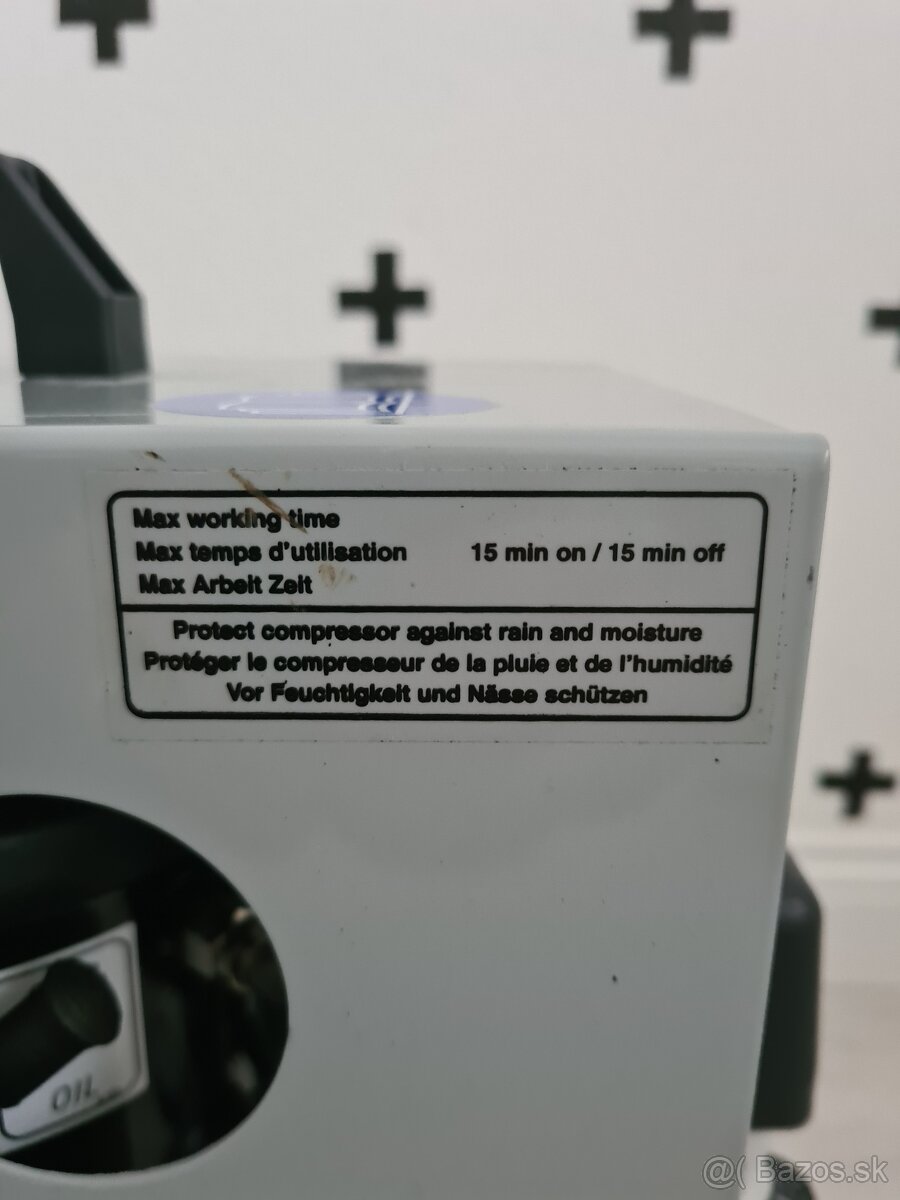 Max working time
Max temps d'utilisation 15 min on / 15 min off
Max Arbeit Zeit
Protect compressor against rain and moisture
Protéger le compresseur de la pluie et de l'humidité
Vor Feuchtigkeit und Nässe schützen
OIL
@( Bazos.sk